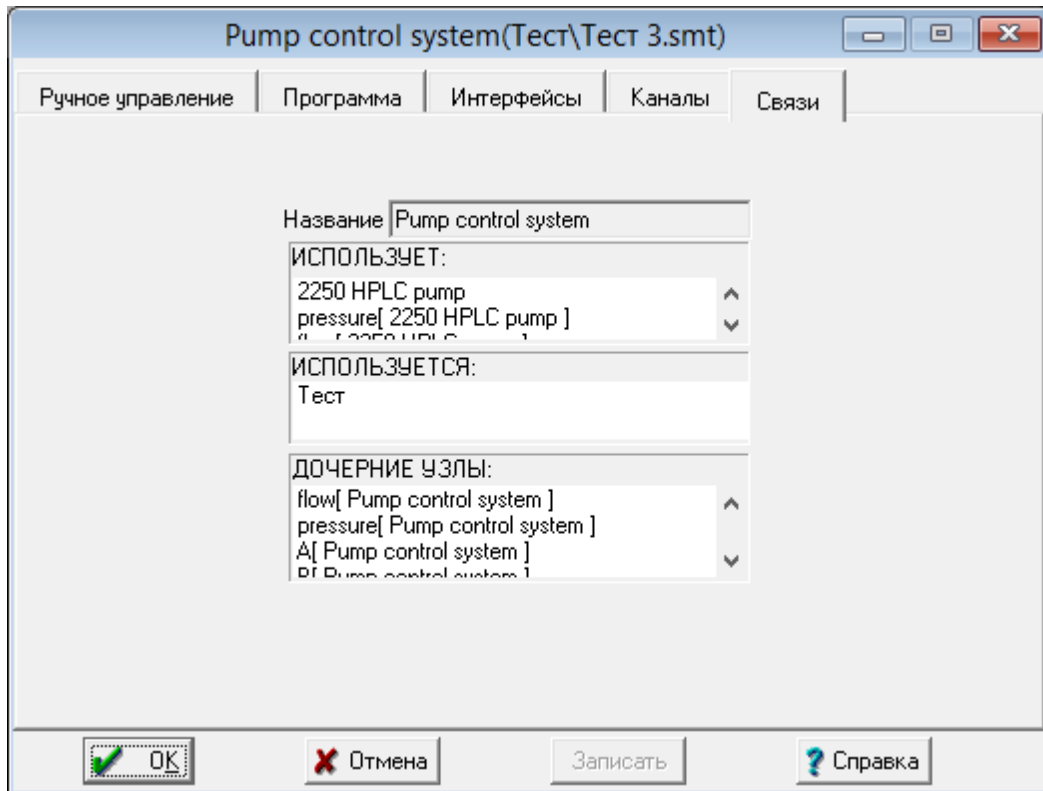 Pump control system(Тест\Тест 3.smt)
Ручное управление Программа Интерфейсы Каналы Связи
Название Pump control system
ИСПОЛЬЗУЕТ:
2250 HPLC pump
pressure[ 2250 HPLC pump ]
ИСПОЛЬЗУЕТСЯ:
Тест
ДОЧЕРНИЕ УЗЛЫ:
flow[ Pump control system ]
pressure[ Pump control system ]
A[ Pump control system ]
OK Отмена Записать Справка